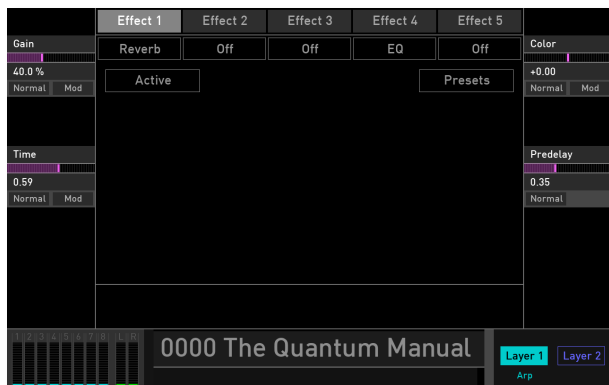 Effect 1 Effect 2 Effect 3 Effect 4 Effect 5
Gain
Reverb Off Off EQ Off
Color
40.0 %
+0.00
Normal Mod
Active
Presets
Normal Mod
Time
Predelay
0.59
0.35
Normal Mod
Normal
1 2 3 4 5 6 7 8 L R
0000 The Quantum Manual
Layer 1 Layer 2
Arp